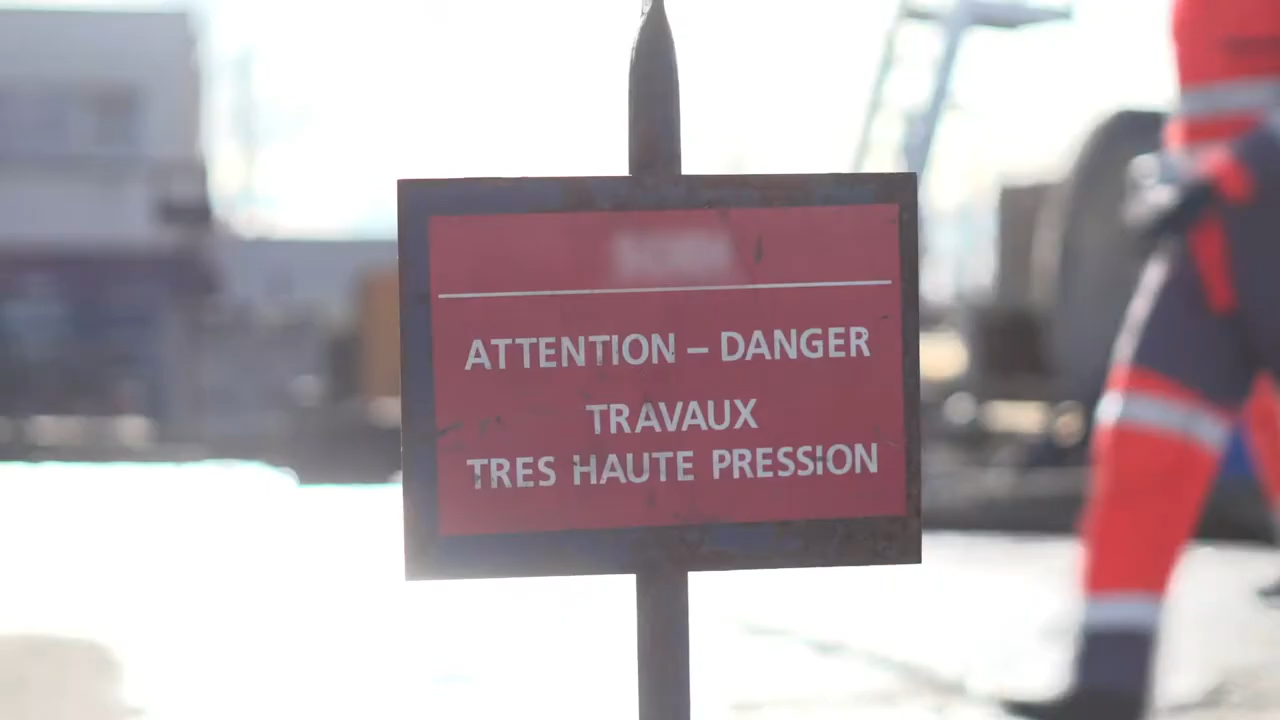 ATTENTION – DANGER
TRAVAUX
TRES HAUTE PRESSION